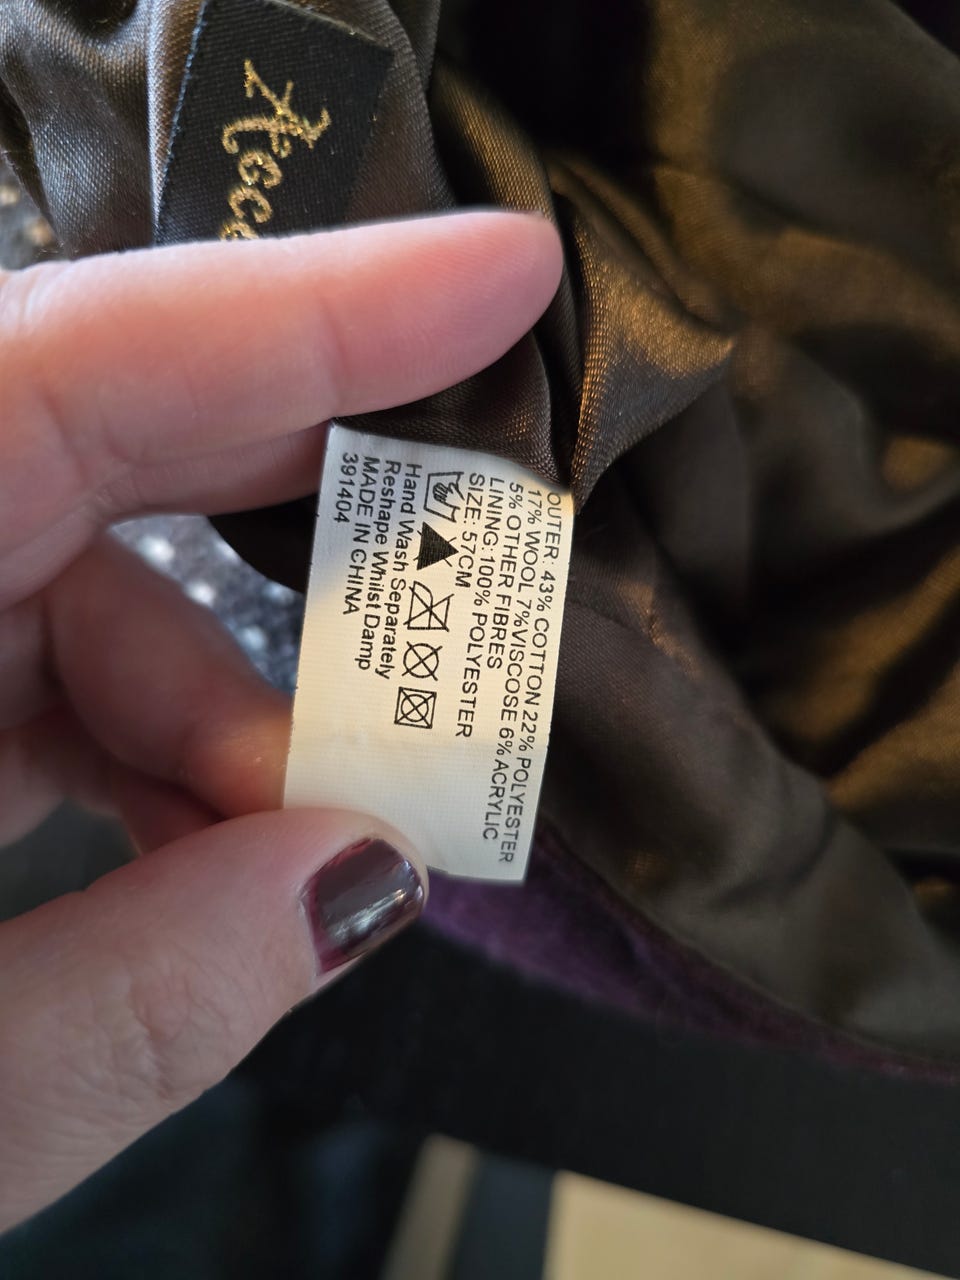 OUTER: 43% COTTON 22% POLYESTER
17% WOOL 7%VISCOSE 6% ACRYLIC
5% OTHER FIBRES
LINING: 100% POLYESTER
SIZE: 57CM
Hand Wash Separately
Reshape Whilst Damp
MADE IN CHINA
391404